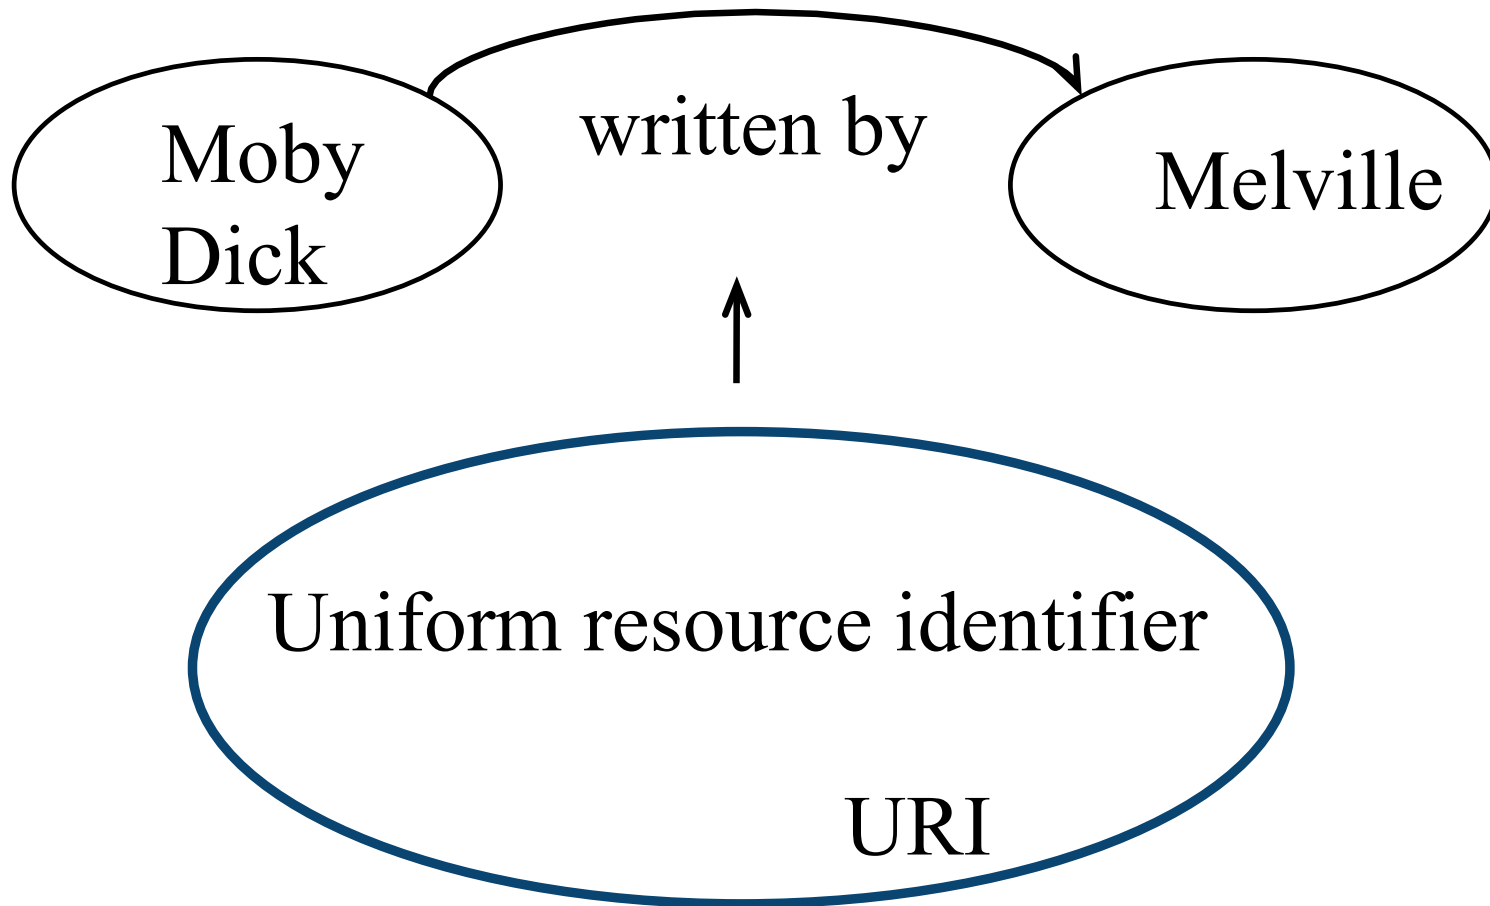 Moby
Dick
written by
Melville
Uniform resource identifier
URI